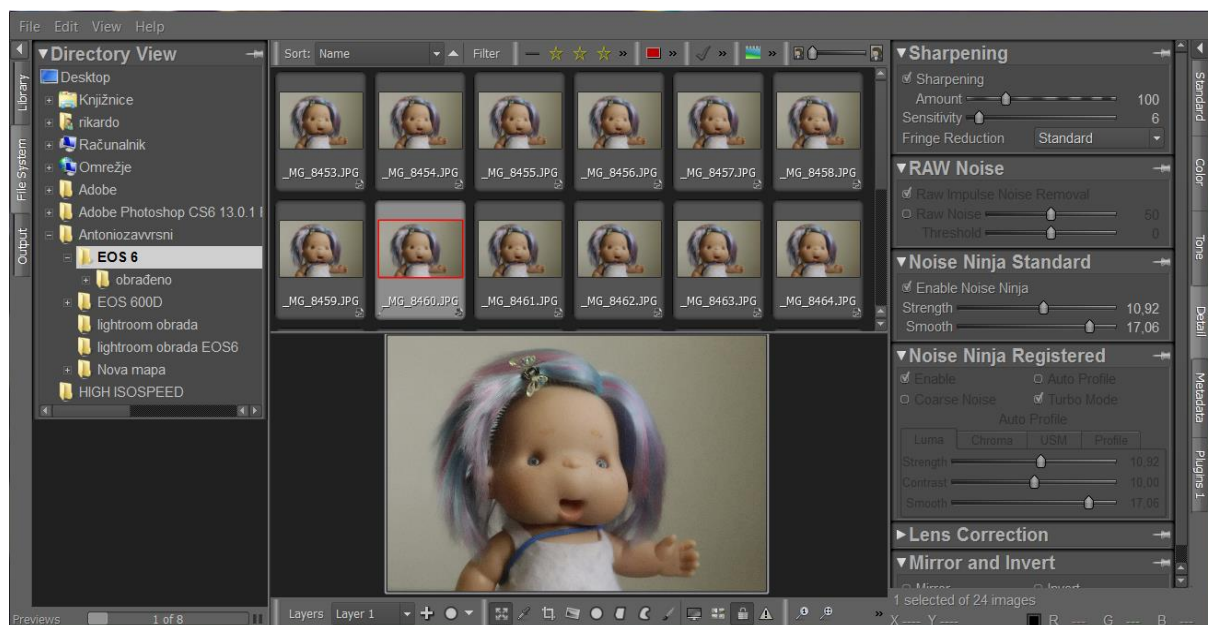 File Edit View Help
Library
File System
Output
Directory View
Desktop
Knjižnice
rikardo
Računalnik
Omrežje
Adobe
Adobe Photoshop CS6 13.0.1
Antoniozavvrsni
EOS 6
obrađeno
EOS 600D
lightroom obrada
lightroom obrada EOS6
Nova mapa
HIGH ISOSPEED
Previews 1 of 8
Sort: Name Filter
_MG_8453.JPG _MG_8454.JPG _MG_8455.JPG _MG_8456.JPG _MG_8457.JPG _MG_8458.JPG
_MG_8459.JPG _MG_8460.JPG _MG_8461.JPG _MG_8462.JPG _MG_8463.JPG _MG_8464.JPG
Layers Layer 1
Sharpening
Sharpening
Amount 100
Sensitivity 6
Fringe Reduction Standard
RAW Noise
Raw Impulse Noise Removal
Raw Noise 50
Threshold 0
Noise Ninja Standard
Enable Noise Ninja
Strength 10,92
Smooth 17,06
Noise Ninja Registered
Enable Auto Profile
Coarse Noise Turbo Mode
Auto Profile
Luma Chroma USM Profile
Strength 10,92
Contrast 10,00
Smooth 17,06
Lens Correction
Mirror and Invert
Mirror Invert
1 selected of 24 images
X ---- Y ---- R --- G --- B ---
Standard
Color
Tone
Detail
Metadata
Plugins 1